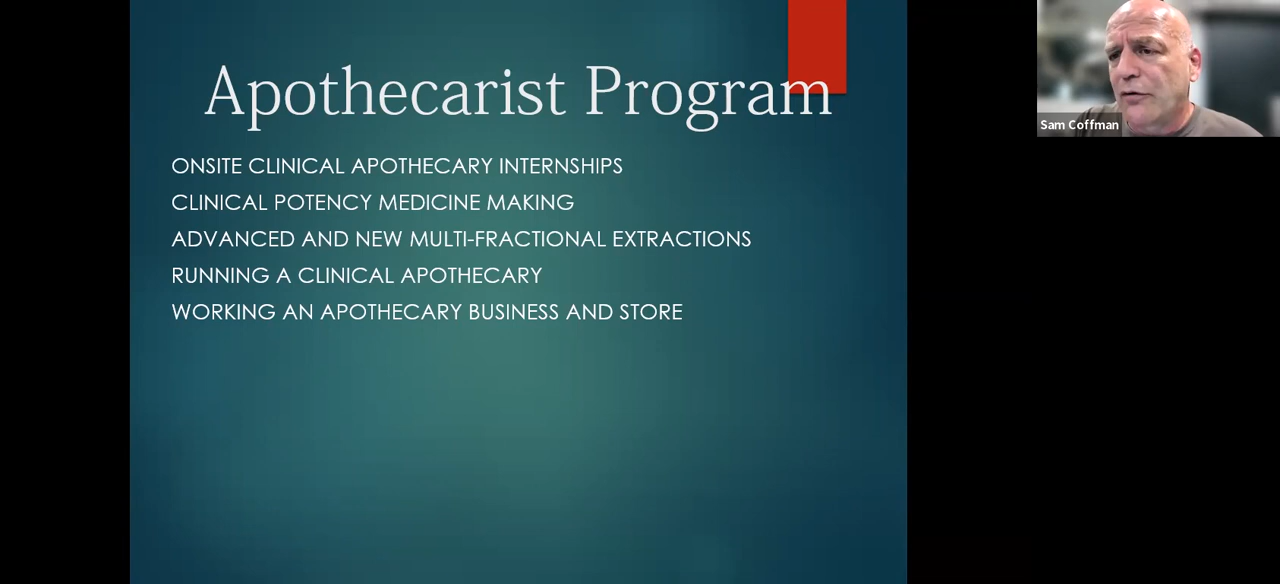 Apothecarist Program
ONSITE CLINICAL APOTHECARY INTERNSHIPS
CLINICAL POTENCY MEDICINE MAKING
ADVANCED AND NEW MULTI-FRACTIONAL EXTRACTIONS
RUNNING A CLINICAL APOTHECARY
WORKING AN APOTHECARY BUSINESS AND STORE
Sam Coffman